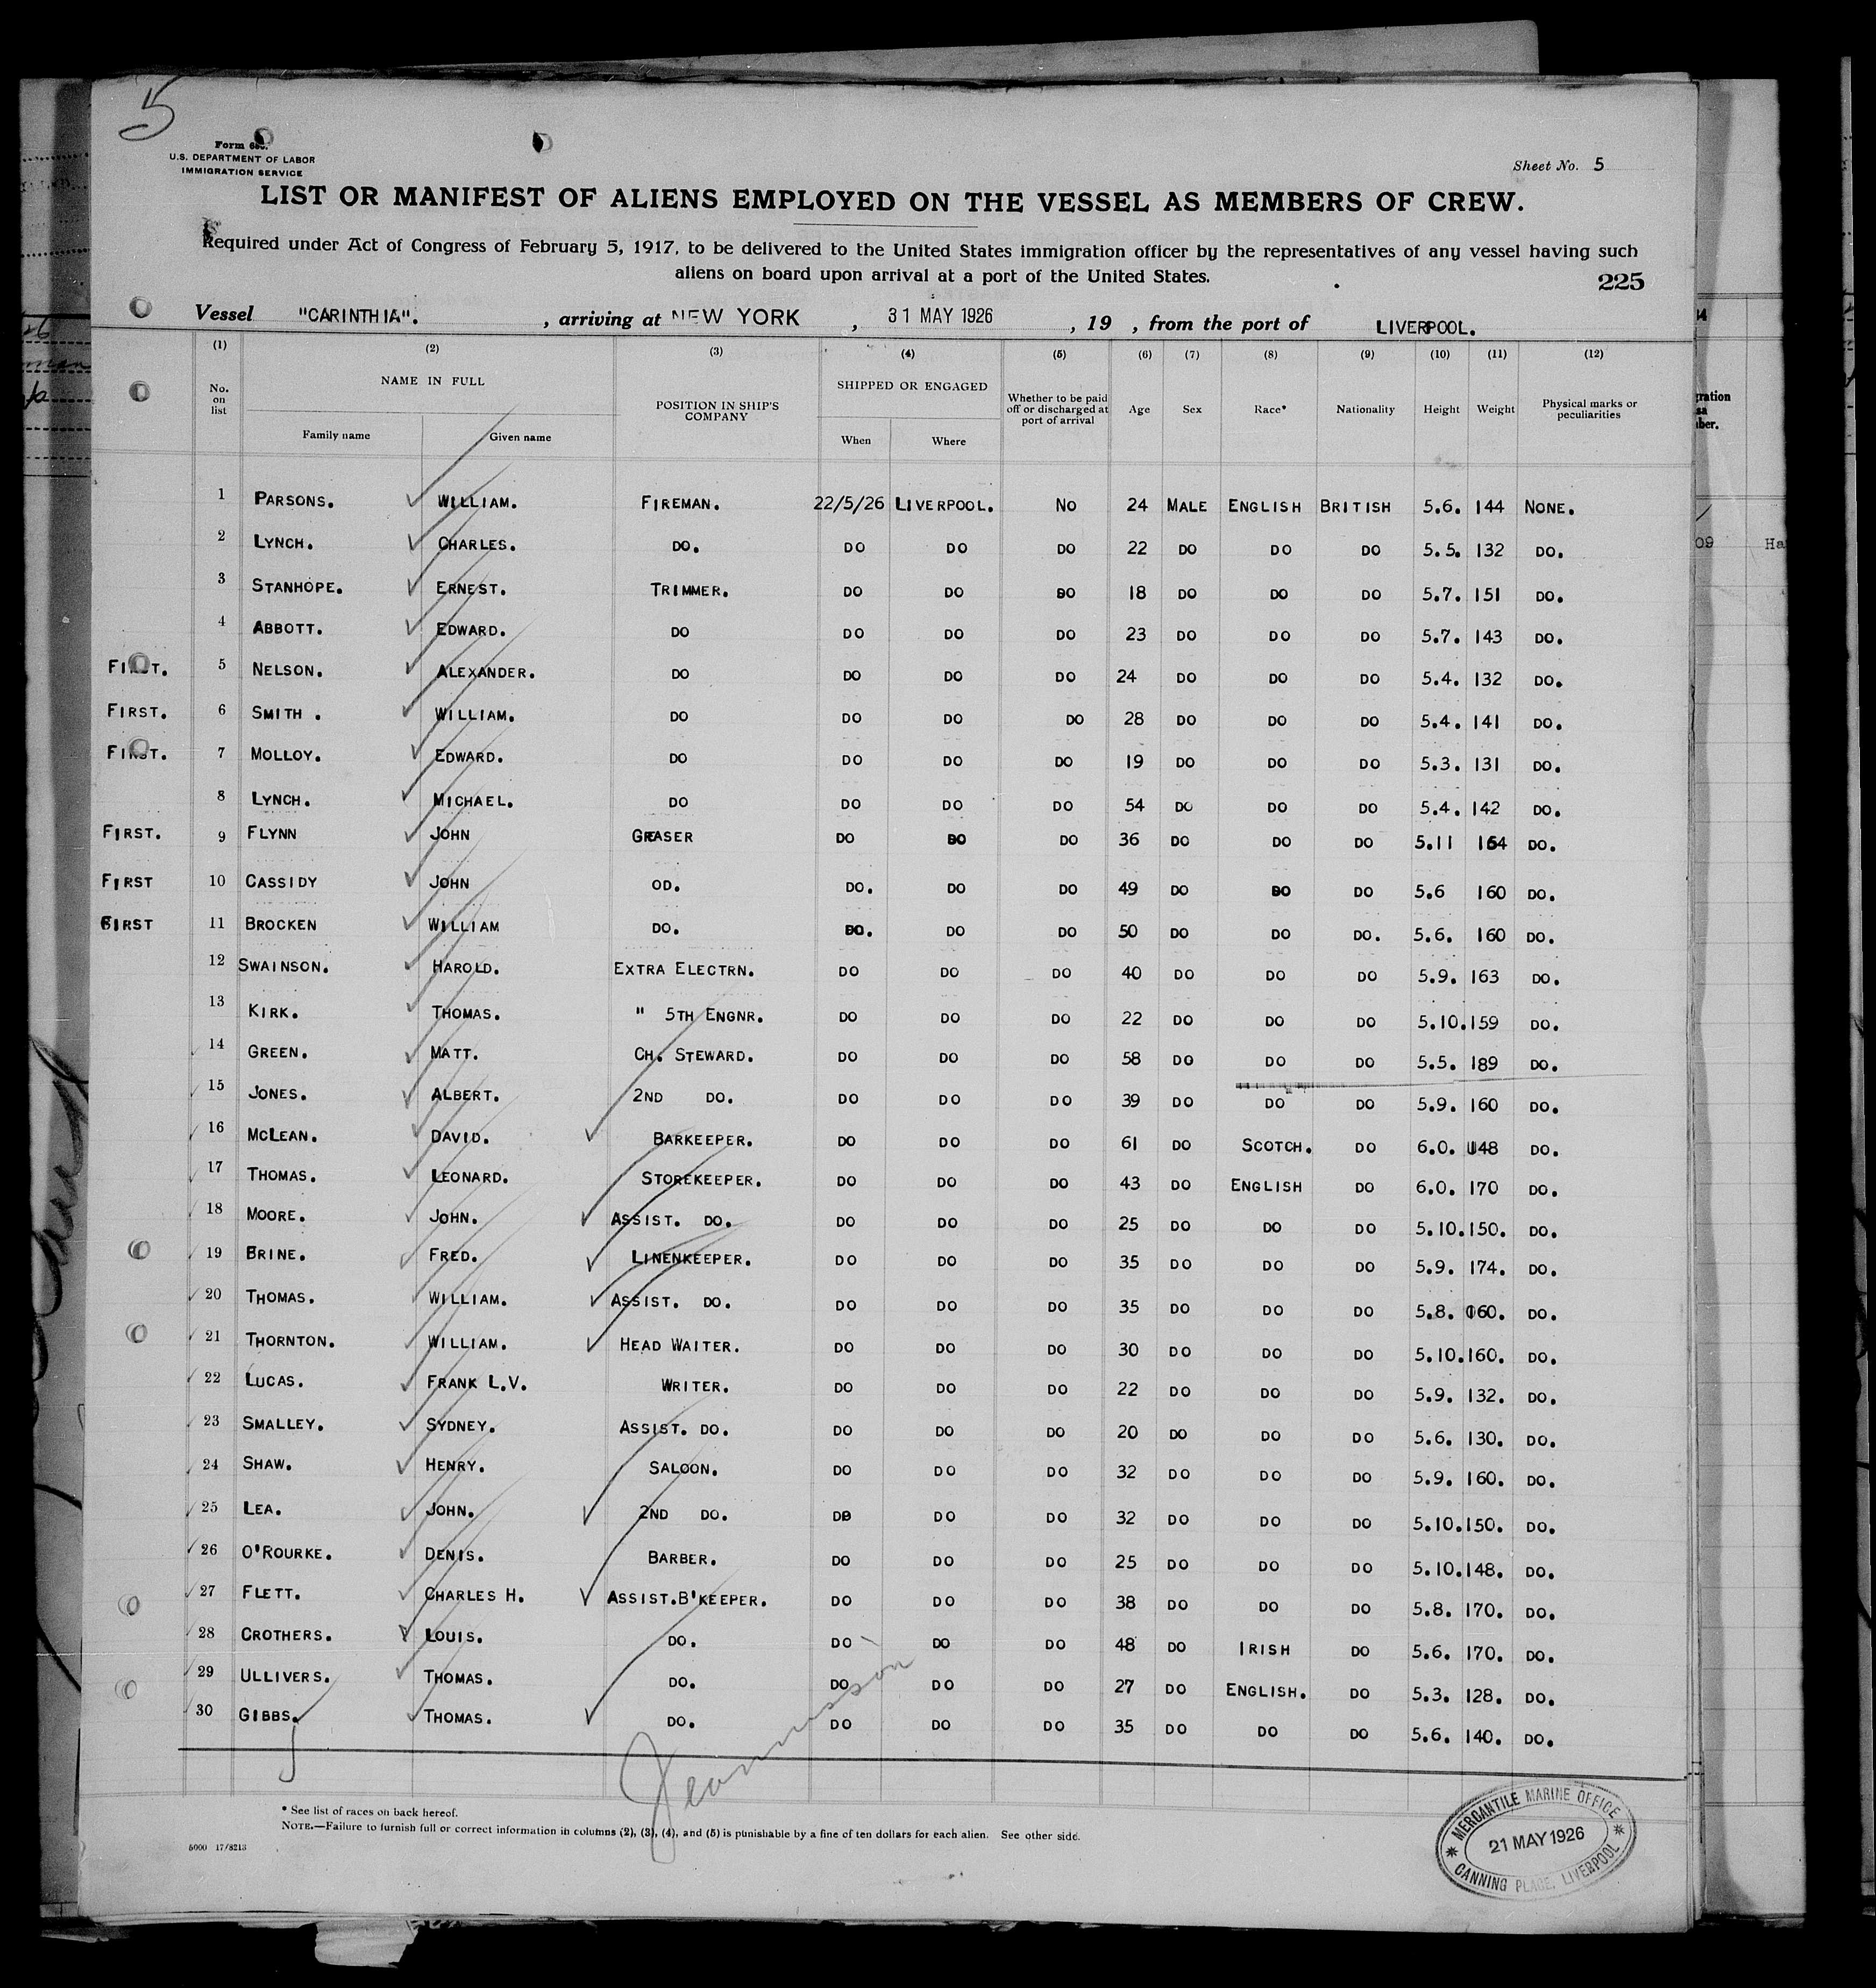 5
Form 680.
U.S. DEPARTMENT OF LABOR
IMMIGRATION SERVICE
Sheet No. 5
LIST OR MANIFEST OF ALIENS EMPLOYED ON THE VESSEL AS MEMBERS OF CREW.
Required under Act of Congress of February 5, 1917, to be delivered to the United States immigration officer by the representatives of any vessel having such
aliens on board upon arrival at a port of the United States.
225
Vessel "CARINTHIA". , arriving at NEW YORK , 31 MAY 1926 , 19 , from the port of LIVERPOOL.
(1) (2) (3) (4) (5) (6) (7) (8) (9) (10) (11) (12)
No. on list NAME IN FULL Family name Given name POSITION IN SHIP'S COMPANY SHIPPED OR ENGAGED When Where Whether to be paid off or discharged at port of arrival Age Sex Race* Nationality Height Weight Physical marks or peculiarities
1 PARSONS. WILLIAM. FIREMAN. 22/5/26 LIVERPOOL. NO 24 MALE ENGLISH BRITISH 5.6. 144 NONE.
2 LYNCH. CHARLES. DO. DO DO DO 22 DO DO DO 5.5. 132 DO.
3 STANHOPE. ERNEST. TRIMMER. DO DO DO 18 DO DO DO 5.7. 151 DO.
4 ABBOTT. EDWARD. DO DO DO DO 23 DO DO DO 5.7. 143 DO.
FIRST. 5 NELSON. ALEXANDER. DO DO DO DO 24 DO DO DO 5.4. 132 DO.
FIRST. 6 SMITH . WILLIAM. DO DO DO DO 28 DO DO DO 5.4. 141 DO.
FIRST. 7 MOLLOY. EDWARD. DO DO DO DO 19 DO DO DO 5.3. 131 DO.
8 LYNCH. MICHAEL. DO DO DO DO 54 DO DO DO 5.4. 142 DO.
FIRST. 9 FLYNN JOHN GREASER DO DO DO 36 DO DO DO 5.11 164 DO.
FIRST 10 CASSIDY JOHN OD. DO. DO DO 49 DO DO DO 5.6 160 DO.
FIRST 11 BROCKEN WILLIAM DO. DO. DO DO 50 DO DO DO. 5.6. 160 DO.
12 SWAINSON. HAROLD. EXTRA ELECTRN. DO DO DO 40 DO DO DO 5.9. 163 DO.
13 KIRK. THOMAS. " 5TH ENGNR. DO DO DO 22 DO DO DO 5.10. 159 DO.
14 GREEN. MATT. CH. STEWARD. DO DO DO 58 DO DO DO 5.5. 189 DO.
15 JONES. ALBERT. 2ND DO. DO DO DO 39 DO DO DO 5.9. 160 DO.
16 MCLEAN. DAVID. BARKEEPER. DO DO DO 61 DO SCOTCH. DO 6.0. 148 DO.
17 THOMAS. LEONARD. STOREKEEPER. DO DO DO 43 DO ENGLISH DO 6.0. 170 DO.
18 MOORE. JOHN. ASSIST. DO. DO DO DO 25 DO DO DO 5.10. 150. DO.
19 BRINE. FRED. LINENKEEPER. DO DO DO 35 DO DO DO 5.9. 174. DO.
20 THOMAS. WILLIAM. ASSIST. DO. DO DO DO 35 DO DO DO 5.8. 160. DO.
21 THORNTON. WILLIAM. HEAD WAITER. DO DO DO 30 DO DO DO 5.10. 160. DO.
22 LUCAS. FRANK L.V. WRITER. DO DO DO 22 DO DO DO 5.9. 132. DO.
23 SMALLEY. SYDNEY. ASSIST. DO. DO DO DO 20 DO DO DO 5.6. 130. DO.
24 SHAW. HENRY. SALOON. DO DO DO 32 DO DO DO 5.9. 160. DO.
25 LEA. JOHN. 2ND DO. DO DO DO 32 DO DO DO 5.10. 150. DO.
26 O'ROURKE. DENIS. BARBER. DO DO DO 25 DO DO DO 5.10. 148. DO.
27 FLETT. CHARLES H. ASSIST.B'KEEPER. DO DO DO 38 DO DO DO 5.8. 170. DO.
28 CROTHERS. LOUIS. DO. DO DO DO 48 DO IRISH DO 5.6. 170. DO.
29 ULLIVERS. THOMAS. DO. DO DO DO 27 DO ENGLISH. DO 5.3. 128. DO.
30 GIBBS. THOMAS. DO. DO DO DO 35 DO DO DO 5.6. 140. DO.
* See list of races on back hereof.
NOTE.—Failure to furnish full or correct information in columns (2), (3), (4), and (5) is punishable by a fine of ten dollars for each alien. See other side.
5000 17/8213
MERCANTILE MARINE OFFICE
21 MAY 1926
CANNING PLACE, LIVERPOOL